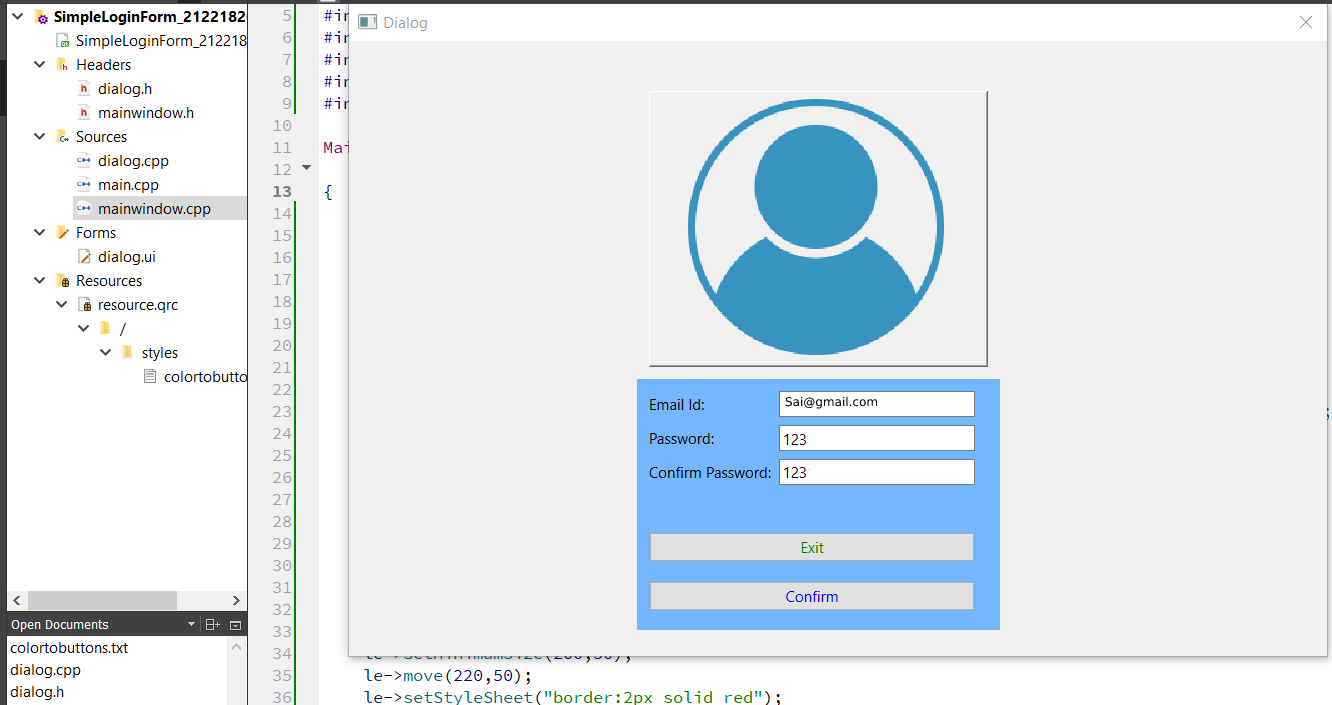 SimpleLoginForm_2122182
SimpleLoginForm_212218
Headers
dialog.h
mainwindow.h
Sources
dialog.cpp
main.cpp
mainwindow.cpp
Forms
dialog.ui
Resources
resource.qrc
/
styles
colortobutto
Open Documents
colortobuttons.txt
dialog.cpp
dialog.h
5 #in
6 #in
7 #in
8 #in
9 #in
10
11 Mai
12
13 {
14
15
16
17
18
19
20
21
22
23
24
25
26
27
28
29
30
31
32
33
34
35 le->move(220,50);
36 le->setStyleSheet("border:2px solid red");
Dialog
Email Id: Sai@gmail.com
Password: 123
Confirm Password: 123
Exit
Confirm